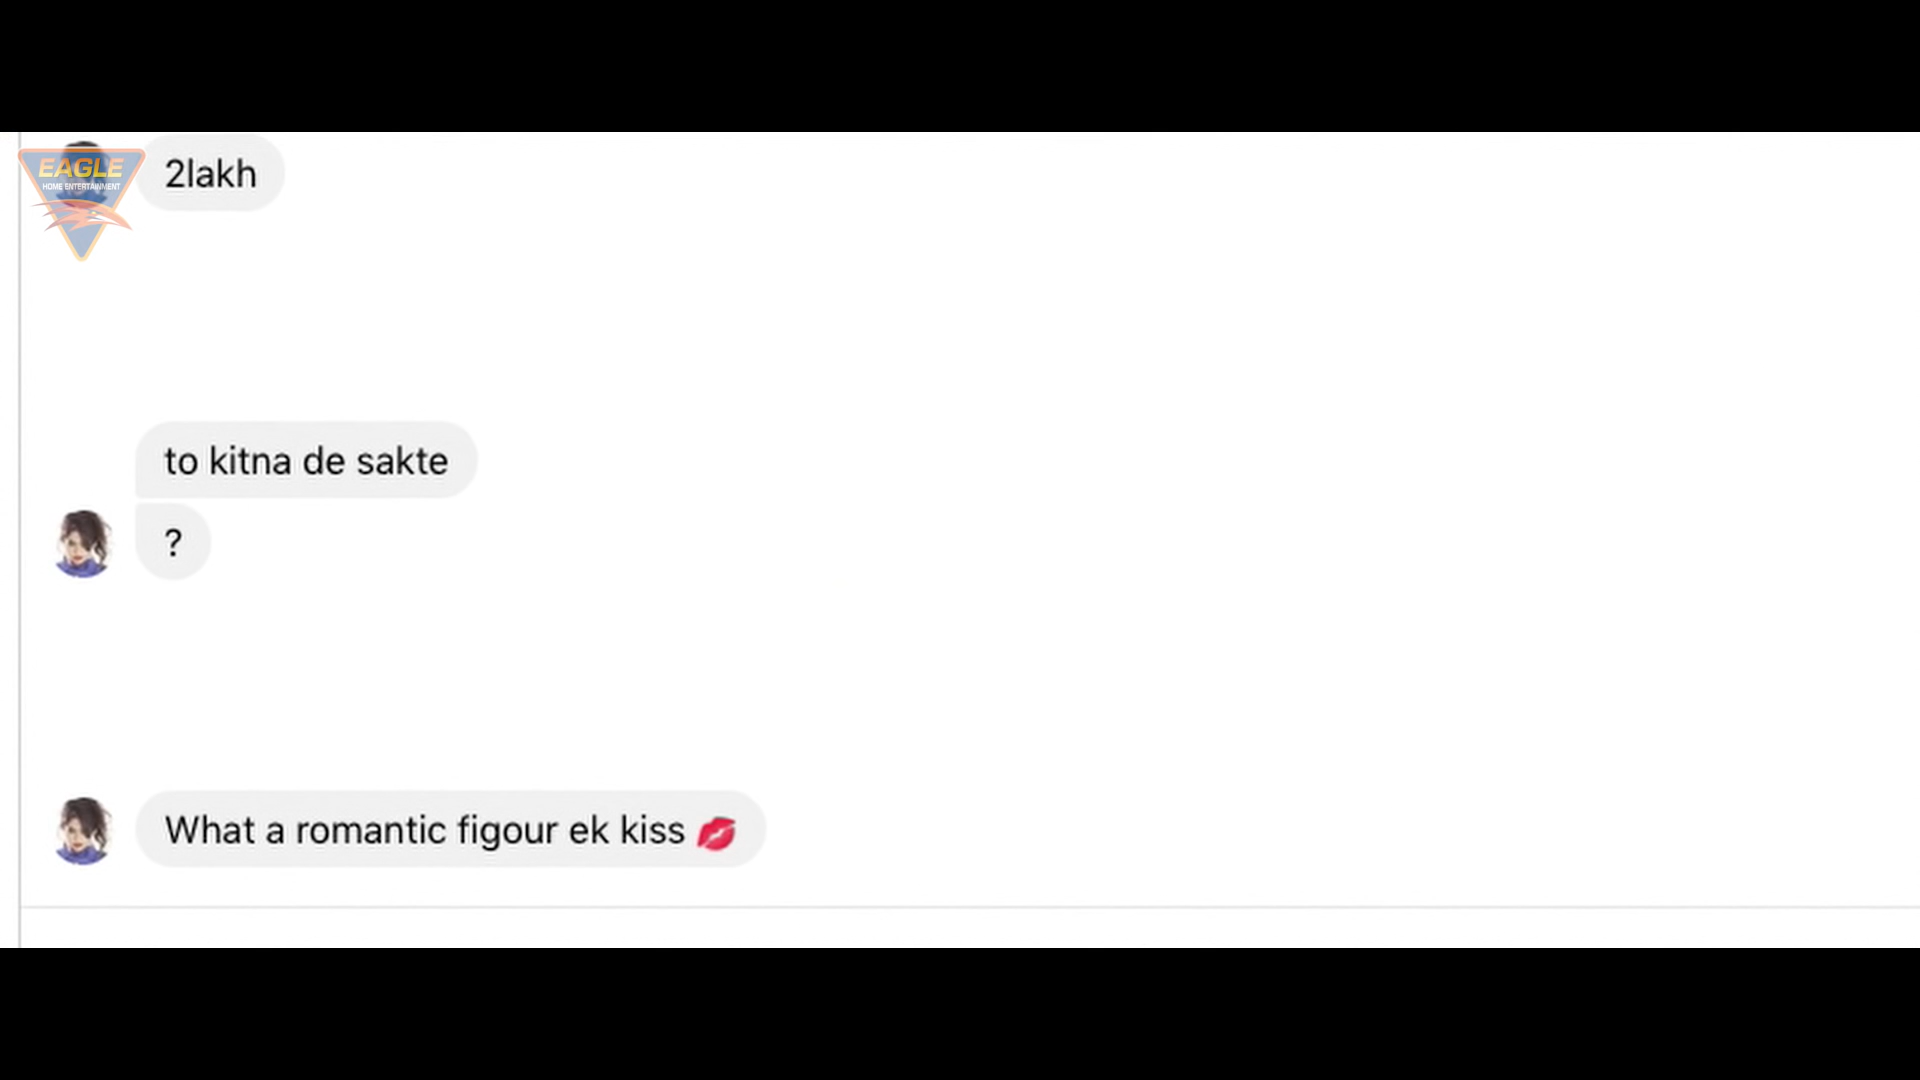 EAGLE
HOME ENTERTAINMENT
2lakh
to kitna de sakte
?
What a romantic figour ek kiss 💋